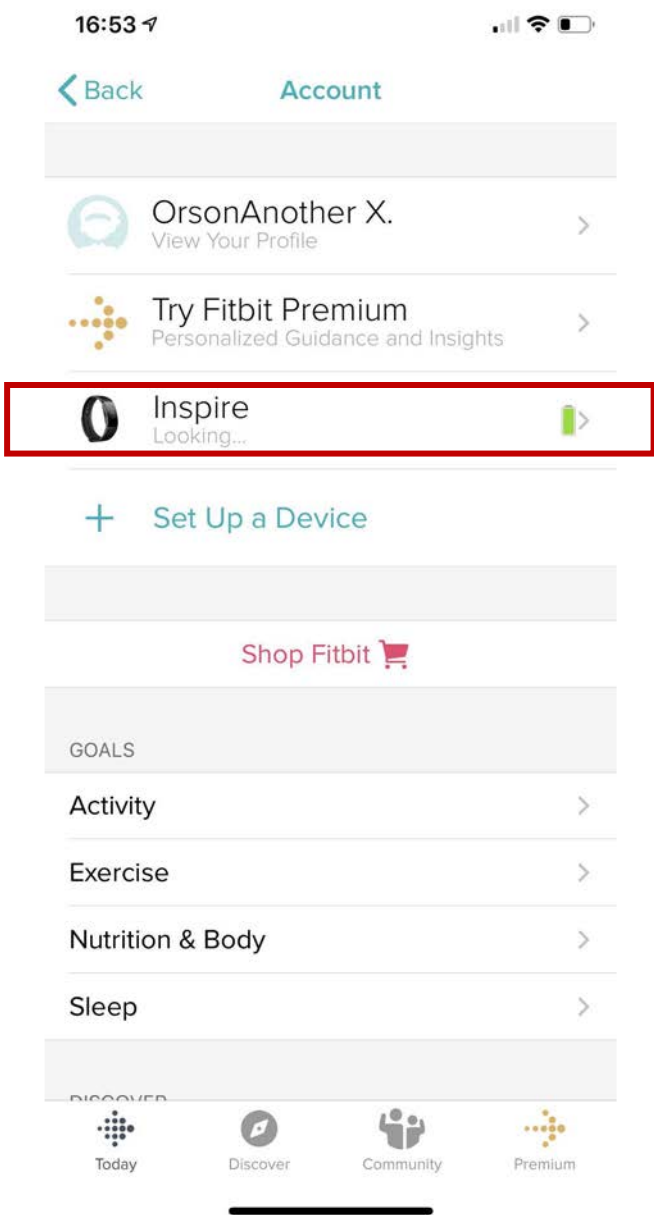 16:53
Back
Account
OrsonAnother X.
View Your Profile
Try Fitbit Premium
Personalized Guidance and Insights
Inspire
Looking...
Set Up a Device
Shop Fitbit
GOALS
Activity
Exercise
Nutrition & Body
Sleep
DISCOVER
Today
Discover
Community
Premium